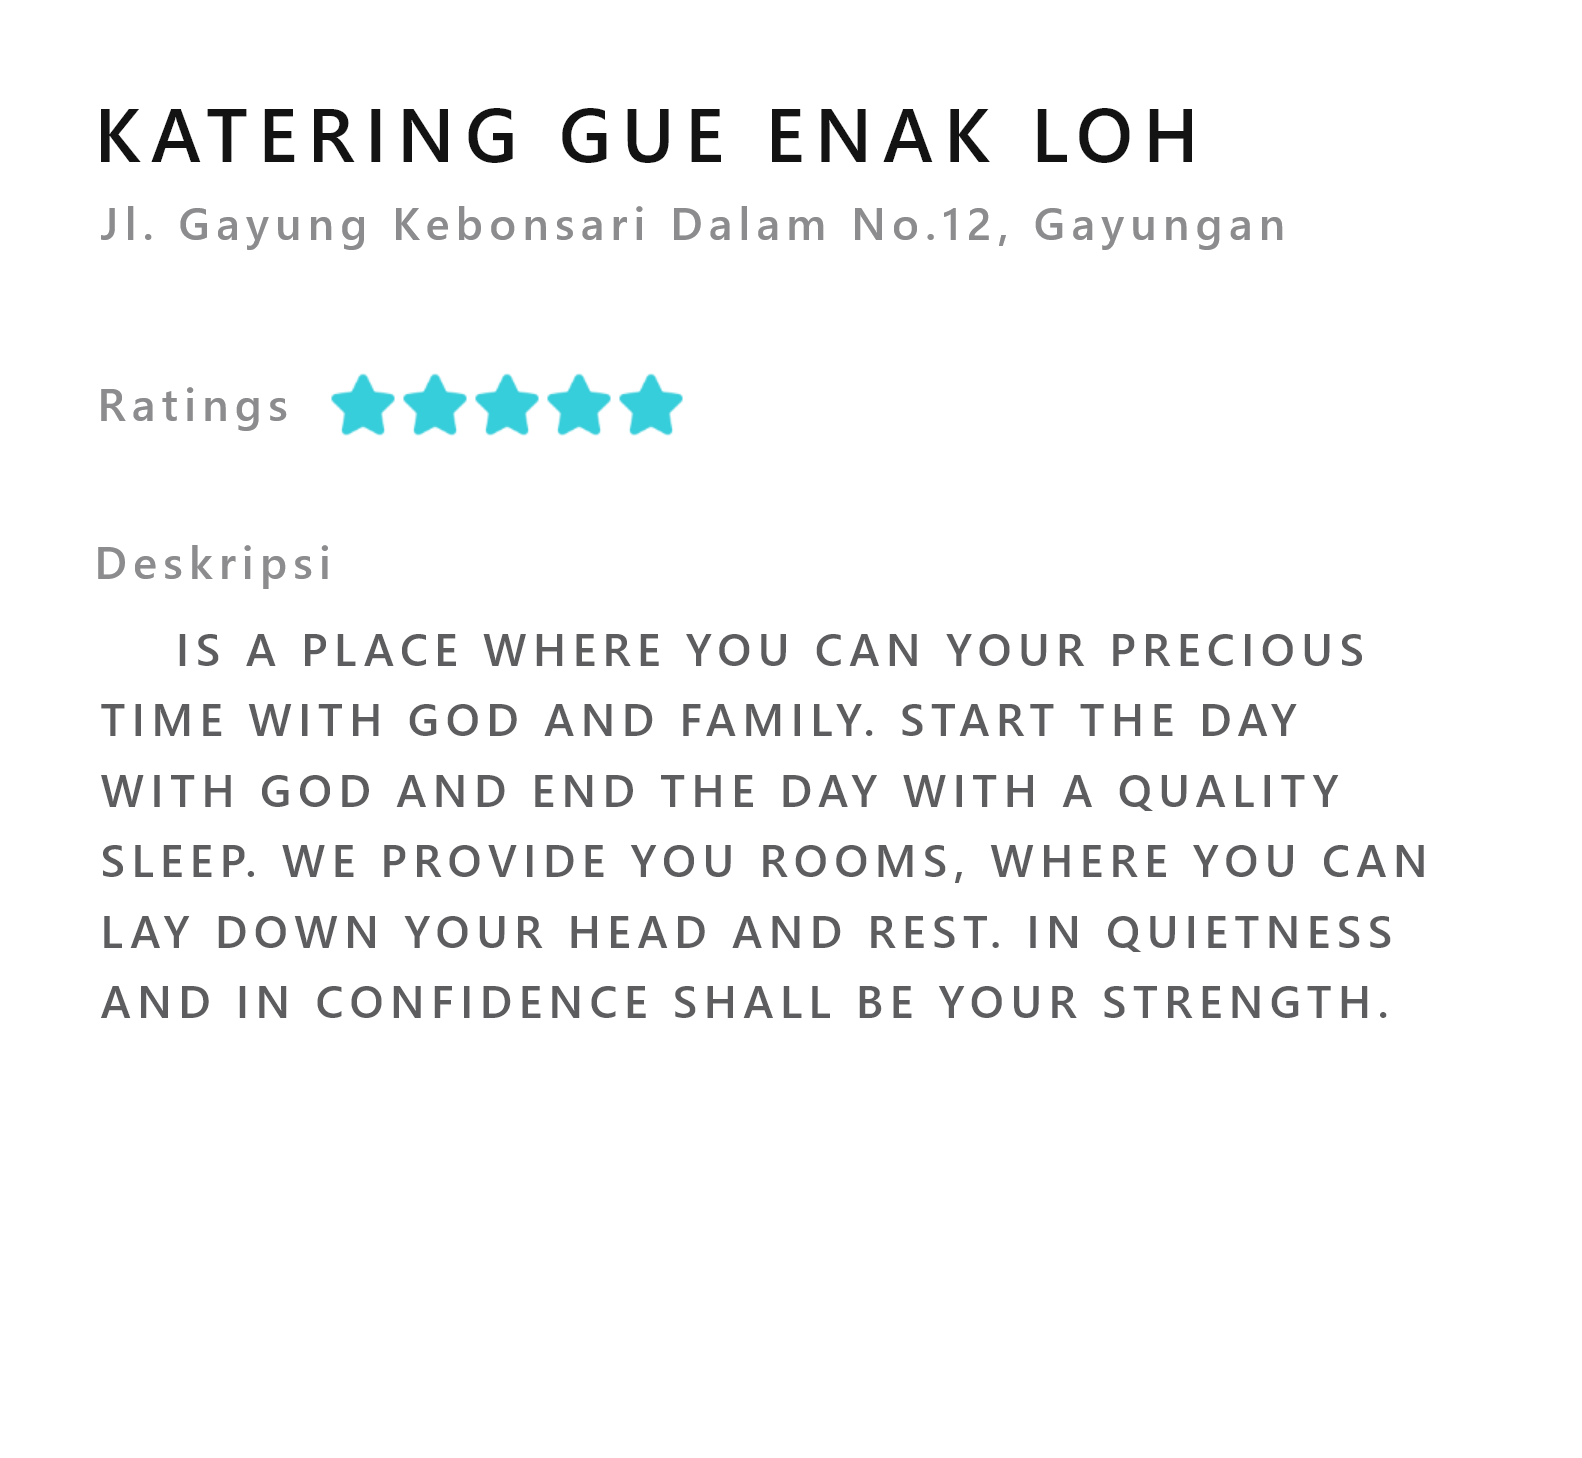 KATERING GUE ENAK LOH
Jl. Gayung Kebonsari Dalam No.12, Gayungan
Ratings
Deskripsi
IS A PLACE WHERE YOU CAN YOUR PRECIOUS
TIME WITH GOD AND FAMILY. START THE DAY
WITH GOD AND END THE DAY WITH A QUALITY
SLEEP. WE PROVIDE YOU ROOMS, WHERE YOU CAN
LAY DOWN YOUR HEAD AND REST. IN QUIETNESS
AND IN CONFIDENCE SHALL BE YOUR STRENGTH.